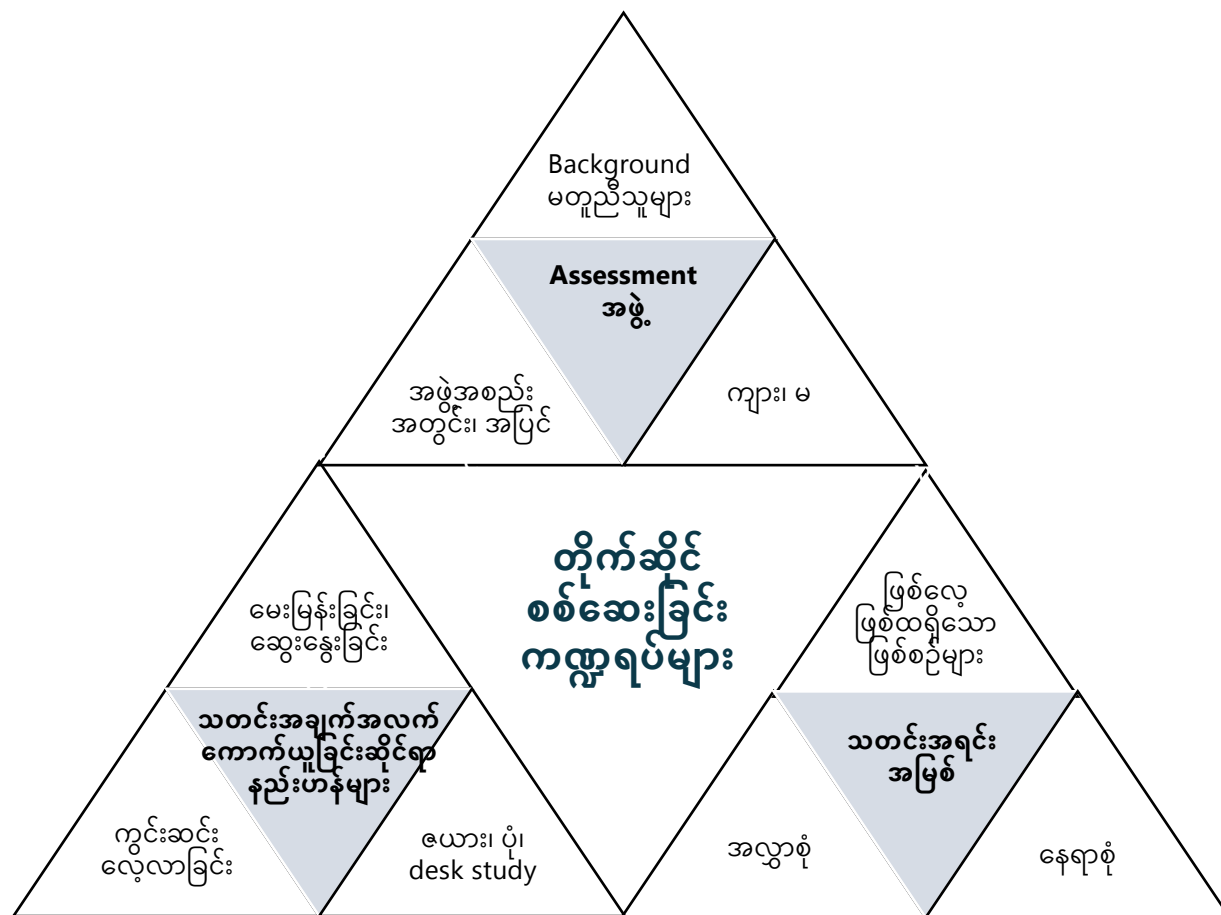 Background
မတူညီသူများ
Assessment
အဖွဲ့
အဖွဲ့အစည်း
အတွင်း၊ အပြင်
ကျား၊ မ
တိုက်ဆိုင်
စစ်ဆေးခြင်း
ကဏ္ဍရပ်များ
မေးမြန်းခြင်း၊
ဆွေးနွေးခြင်း
သတင်းအချက်အလက်
ကောက်ယူခြင်းဆိုင်ရာ
နည်းဟန်များ
ကွင်းဆင်း
လေ့လာခြင်း
ဇယား၊ ပုံ၊
desk study
ဖြစ်လေ့
ဖြစ်ထရှိသော
ဖြစ်စဉ်များ
သတင်းအရင်း
အမြစ်
အလွှာစုံ
နေရာစုံ